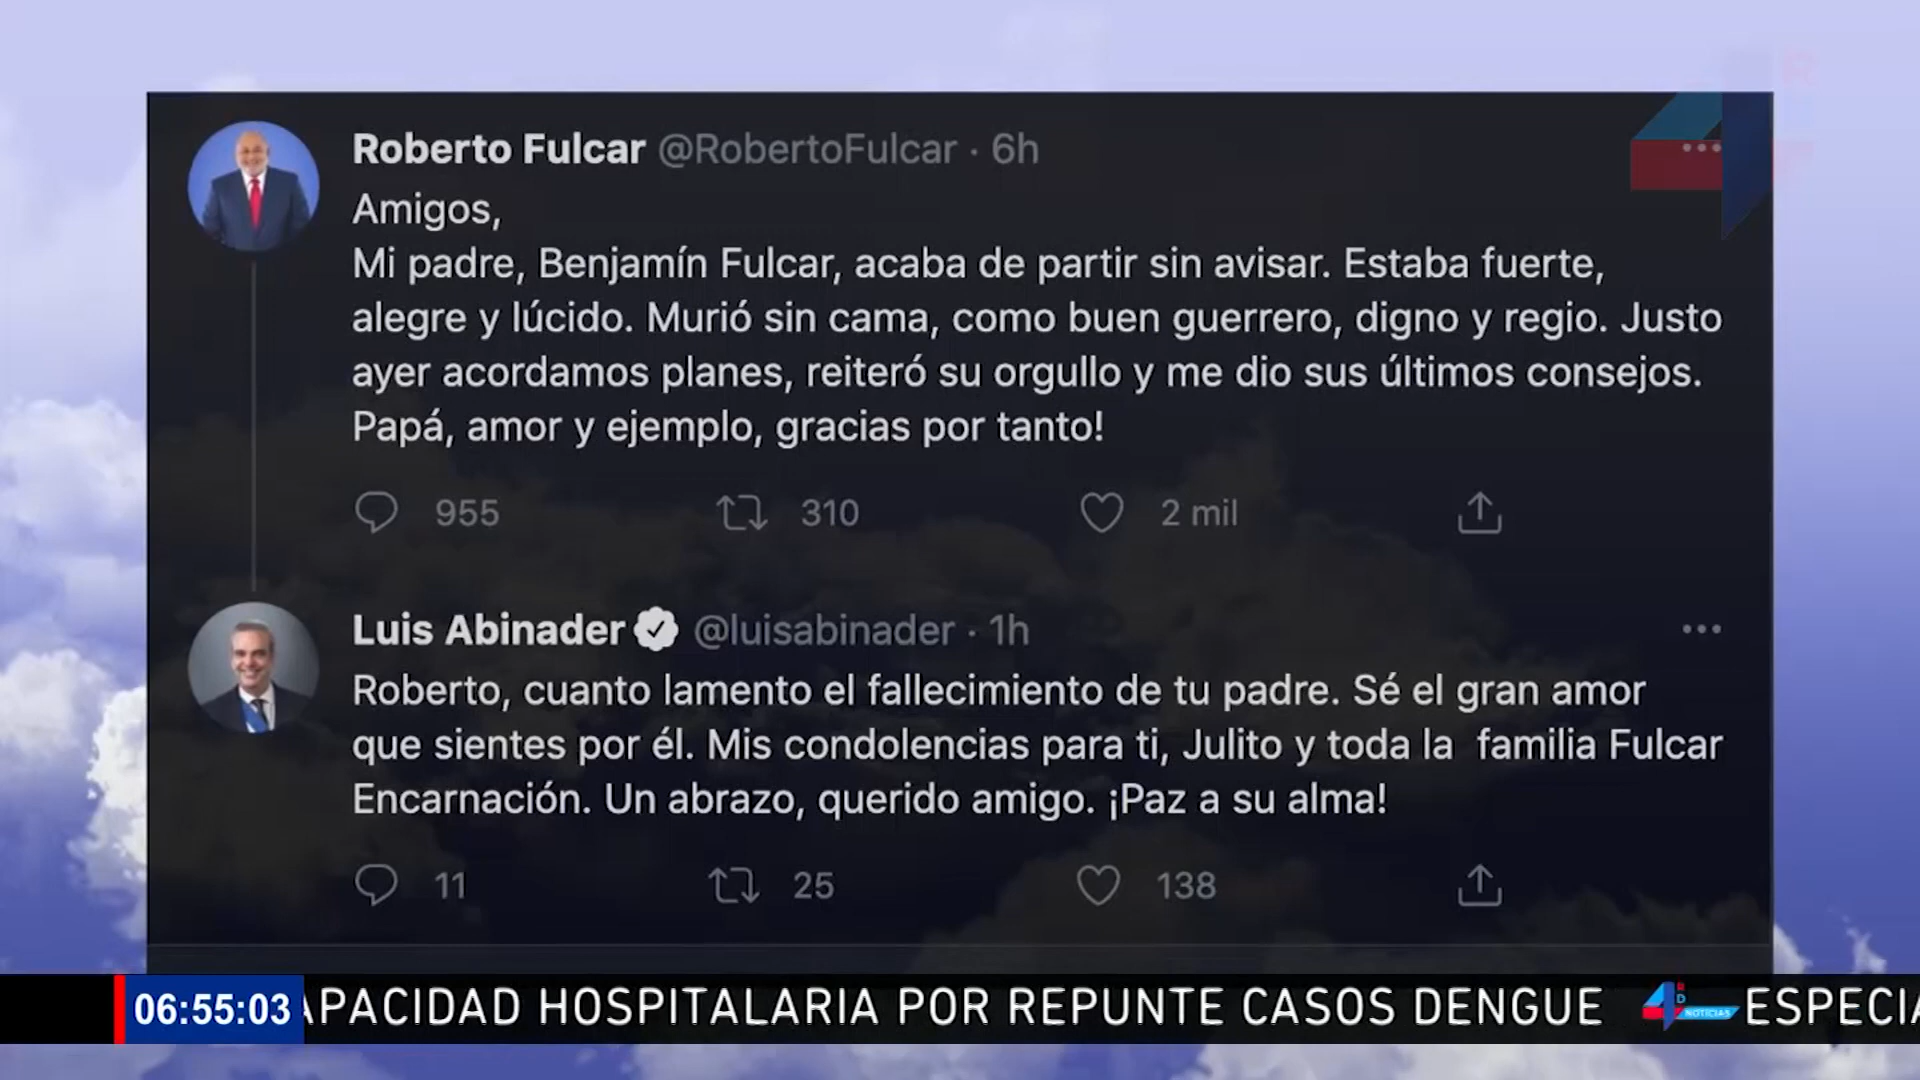 Roberto Fulcar @RobertoFulcar · 6h
Amigos,
Mi padre, Benjamín Fulcar, acaba de partir sin avisar. Estaba fuerte,
alegre y lúcido. Murió sin cama, como buen guerrero, digno y regio. Justo
ayer acordamos planes, reiteró su orgullo y me dio sus últimos consejos.
Papá, amor y ejemplo, gracias por tanto!
955 310 2 mil
Luis Abinader @luisabinader · 1h
Roberto, cuanto lamento el fallecimiento de tu padre. Sé el gran amor
que sientes por él. Mis condolencias para ti, Julito y toda la familia Fulcar
Encarnación. Un abrazo, querido amigo. ¡Paz a su alma!
11 25 138
06:55:03 APACIDAD HOSPITALARIA POR REPUNTE CASOS DENGUE 4 RD NOTICIAS ESPECIA